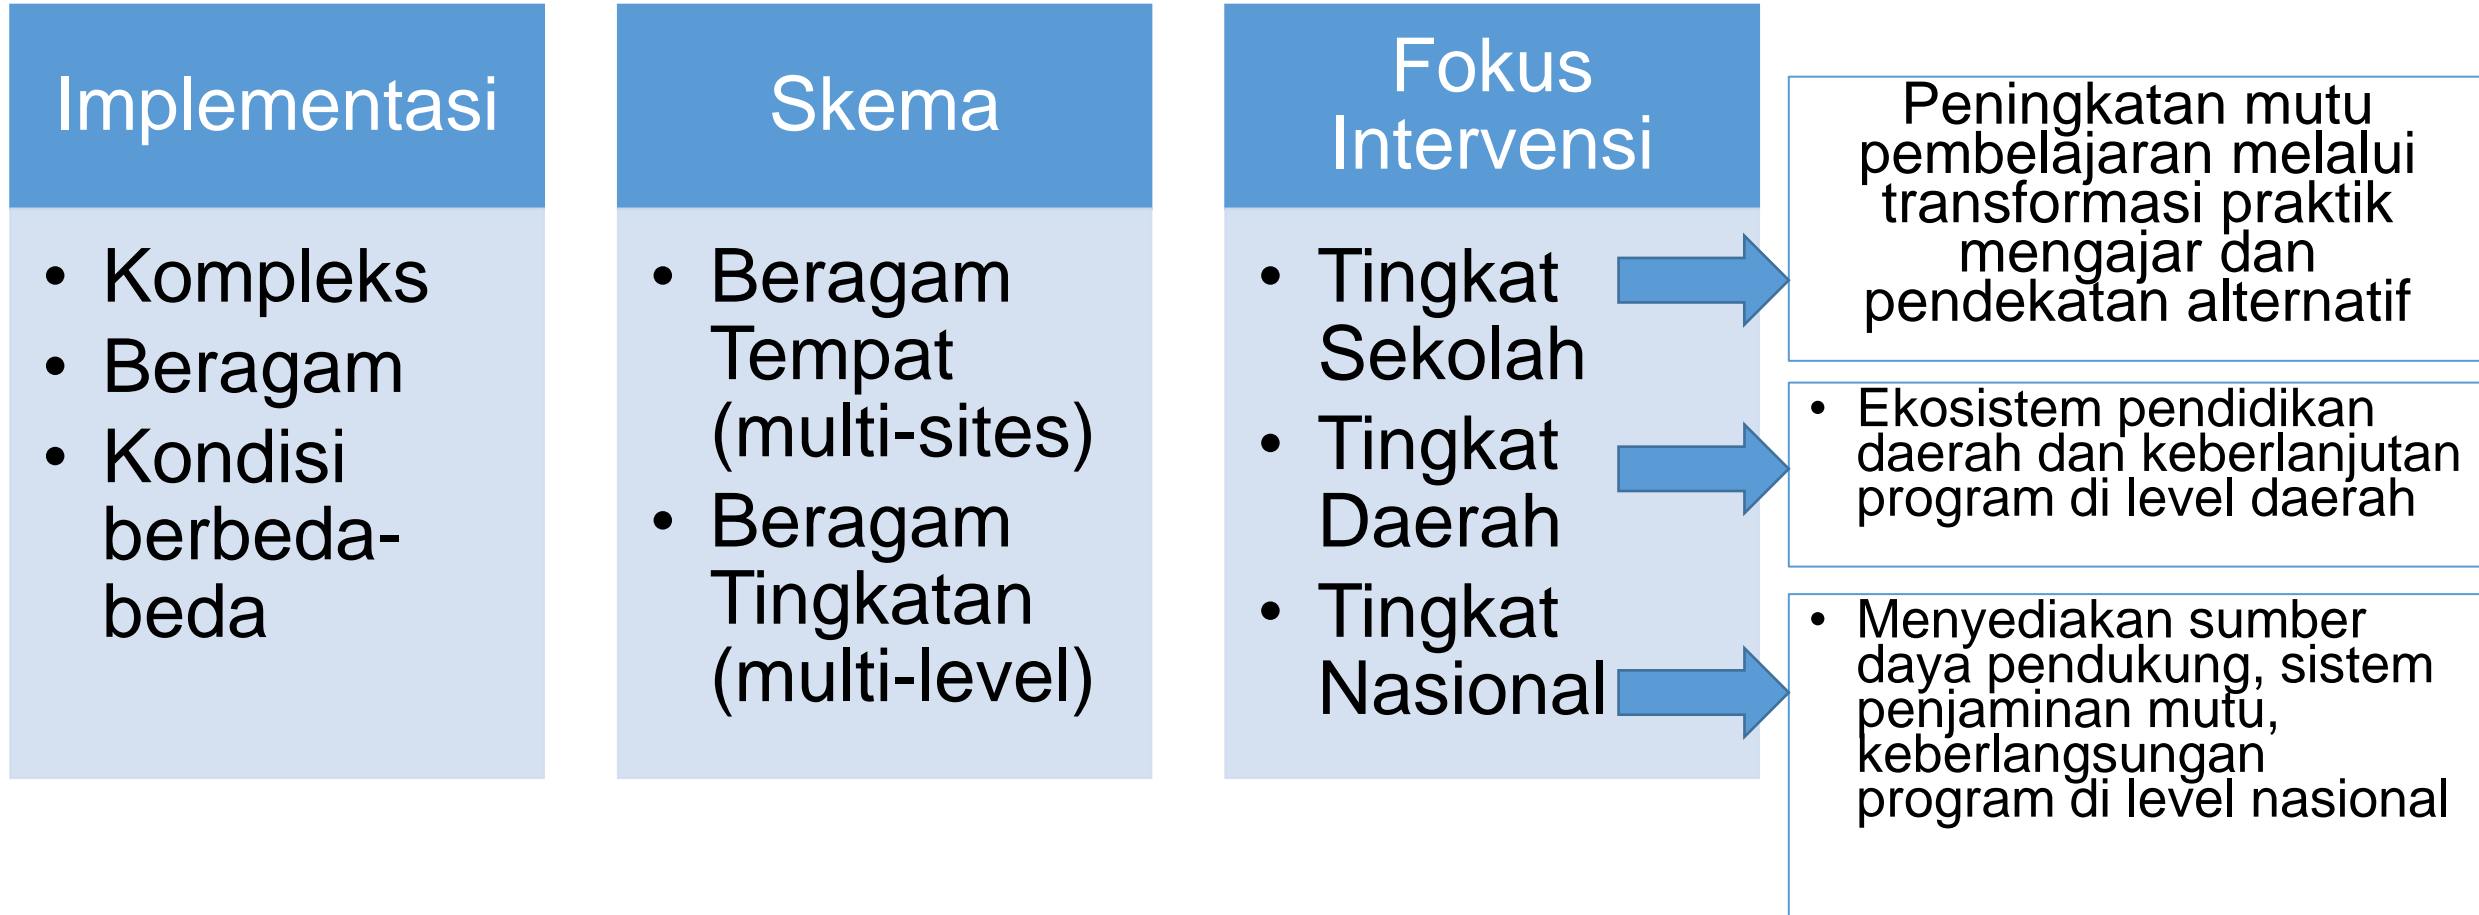 Implementasi
• Kompleks
• Beragam
• Kondisi
berbeda-
beda
Skema
• Beragam
Tempat
(multi-sites)
• Beragam
Tingkatan
(multi-level)
Fokus
Intervensi
• Tingkat
Sekolah
• Tingkat
Daerah
• Tingkat
Nasional
Peningkatan mutu
pembelajaran melalui
transformasi praktik
mengajar dan
pendekatan alternatif
• Ekosistem pendidikan
daerah dan keberlanjutan
program di level daerah
• Menyediakan sumber
daya pendukung, sistem
penjaminan mutu,
keberlangsungan
program di level nasional